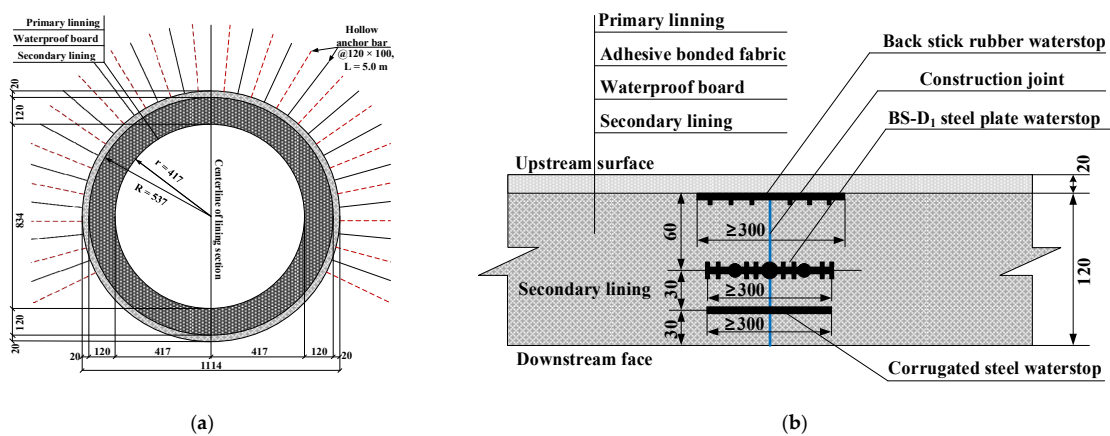 Primary linning
Waterproof board
Secondary lining
Hollow
anchor bar
@120 × 100,
L = 5.0 m
20
120
834
120
20
r = 417
R = 537
Centerline of lining section
20
120
417
417
120
20
1114
(a)
Primary linning
Adhesive bonded fabric
Waterproof board
Secondary lining
Back stick rubber waterstop
Construction joint
BS-D₁ steel plate waterstop
Upstream surface
20
60
≥300
120
Secondary lining
30
≥300
30
≥300
Downstream face
Corrugated steel waterstop
(b)